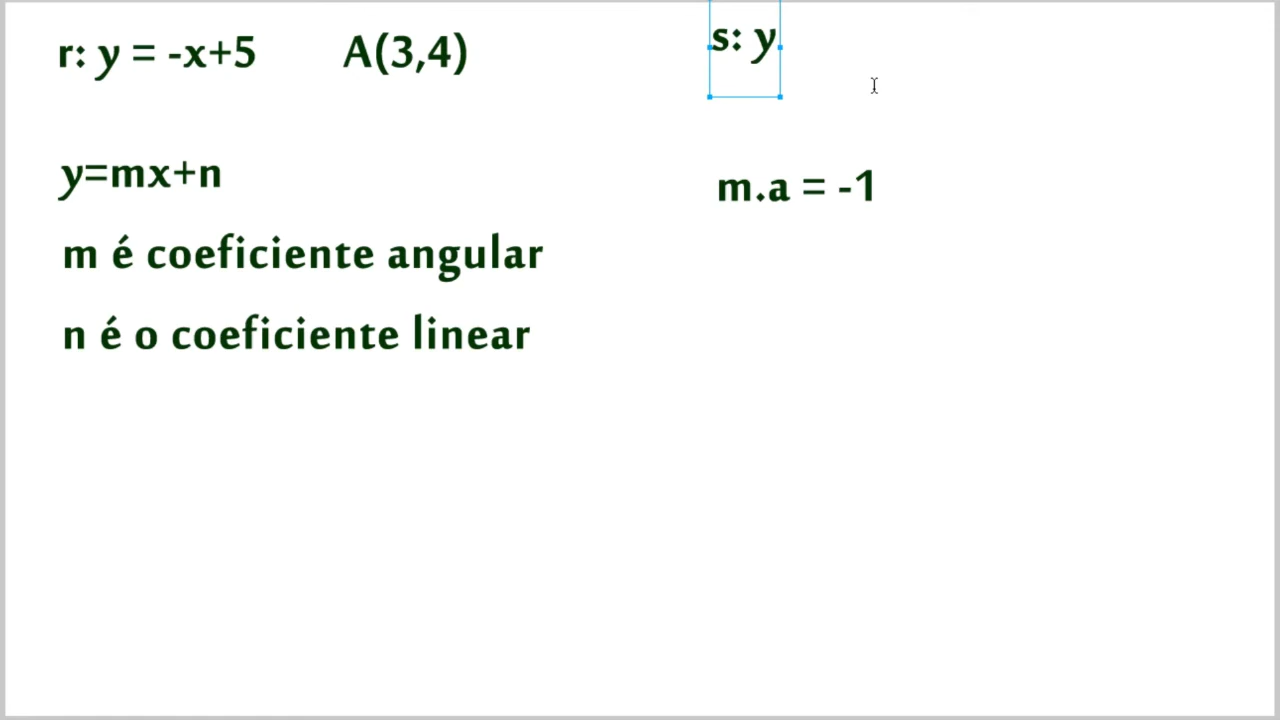 r: y = -x+5
A(3,4)
s: y
y=mx+n
m.a = -1
m é coeficiente angular
n é o coeficiente linear